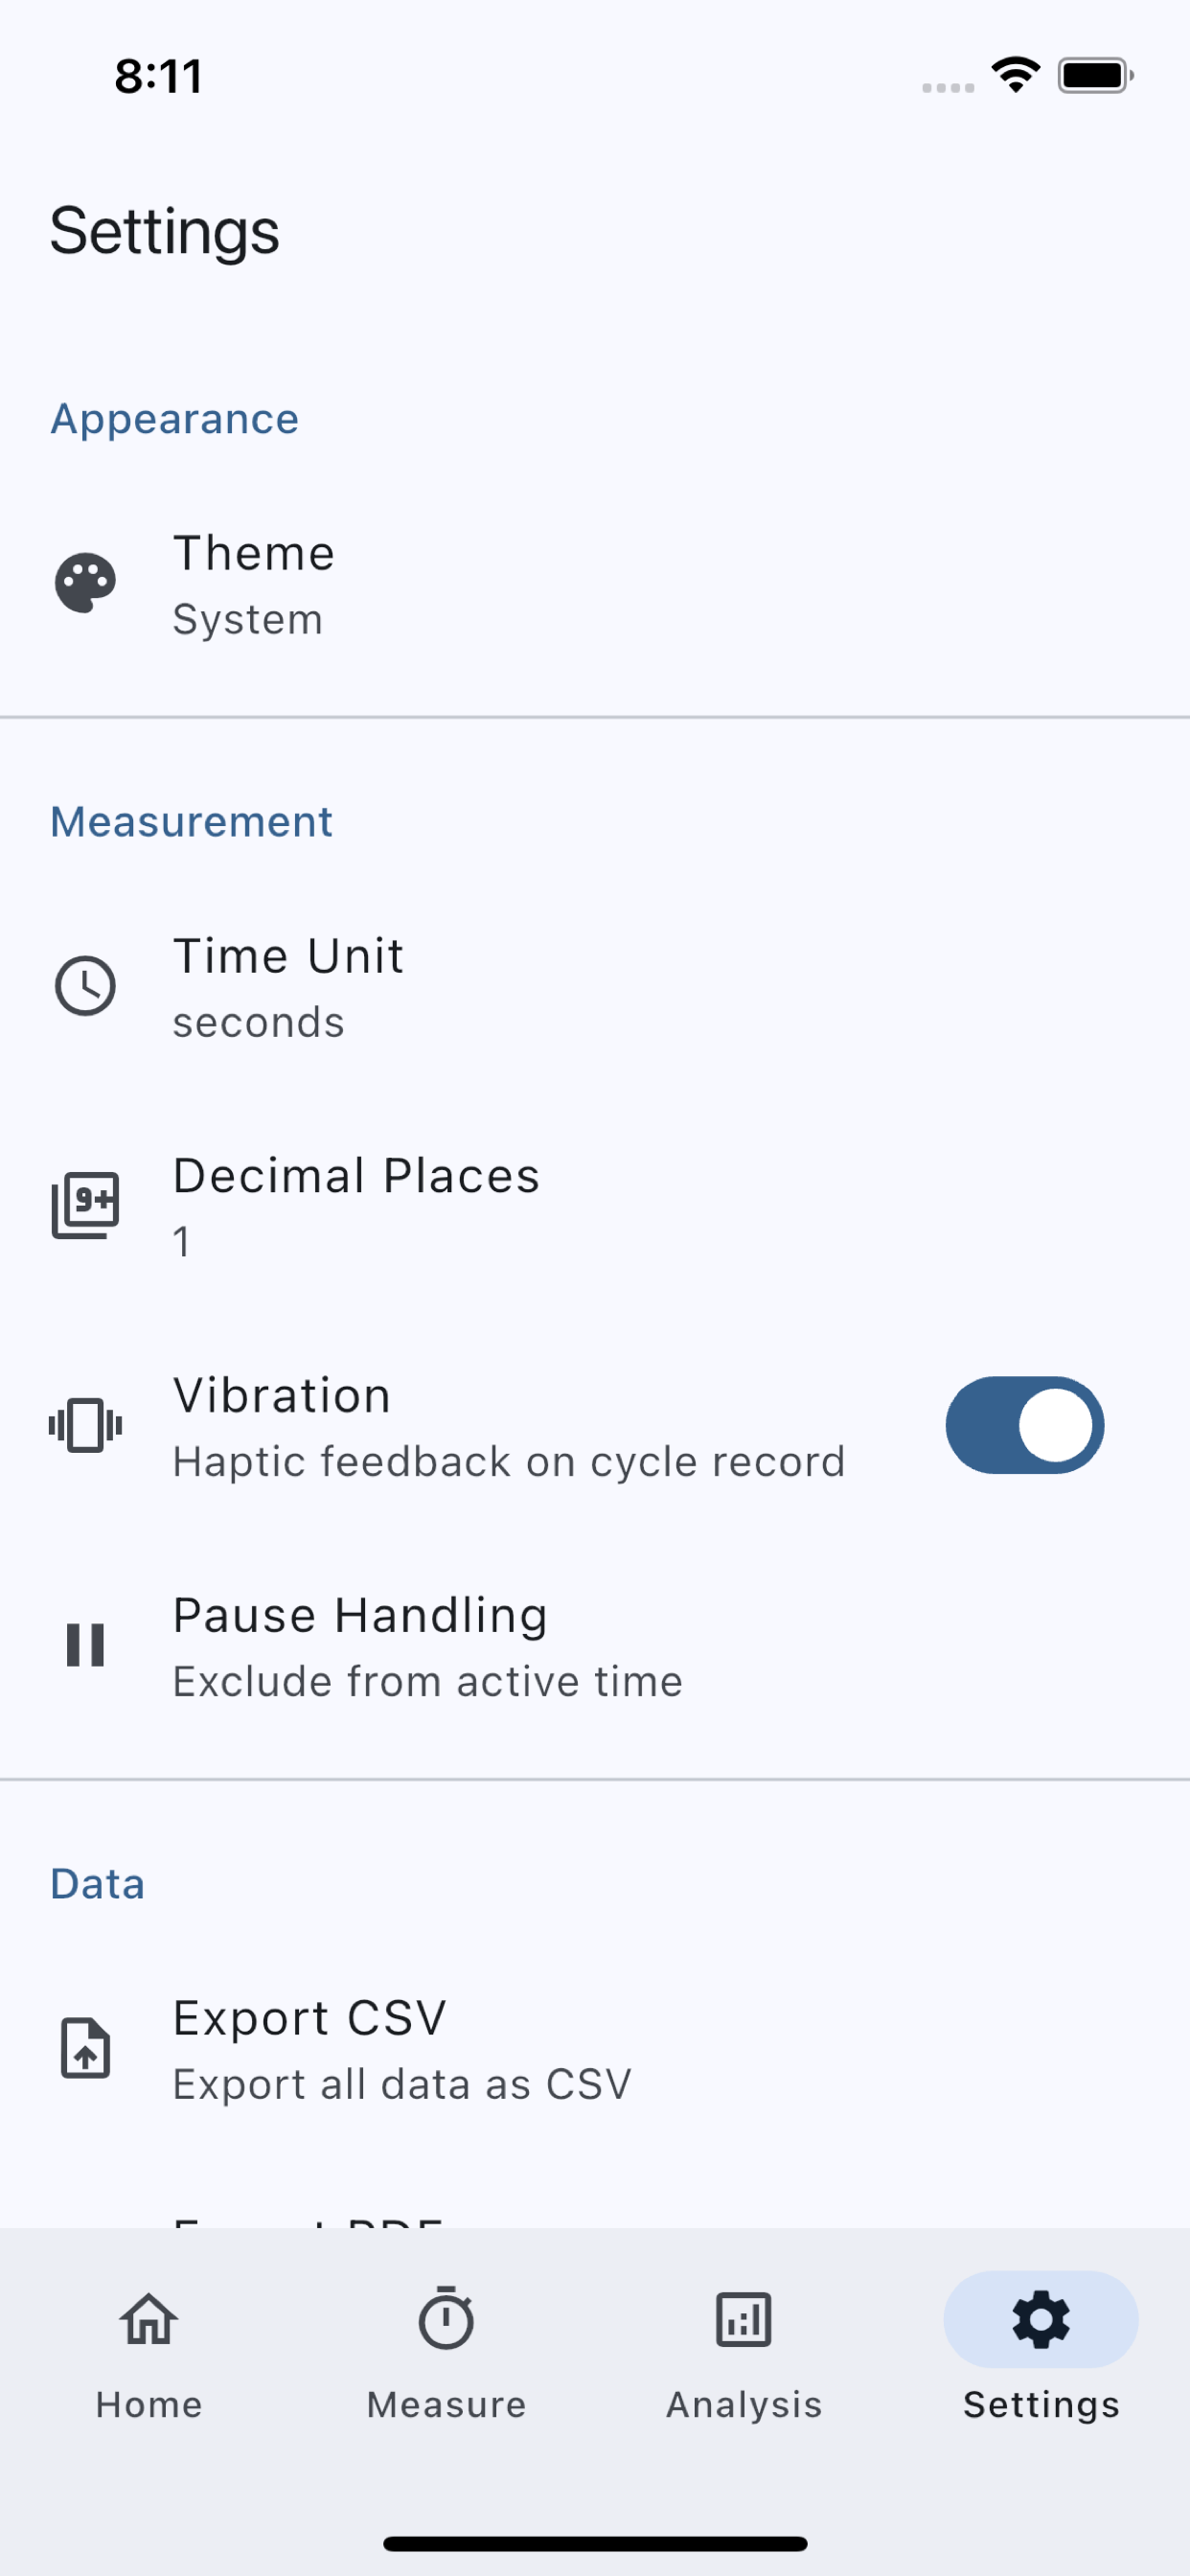 8:11
Settings
Appearance
Theme
System
Measurement
Time Unit
seconds
9+
Decimal Places
1
Vibration
Haptic feedback on cycle record
Pause Handling
Exclude from active time
Data
Export CSV
Export all data as CSV
Home
Measure
Analysis
Settings